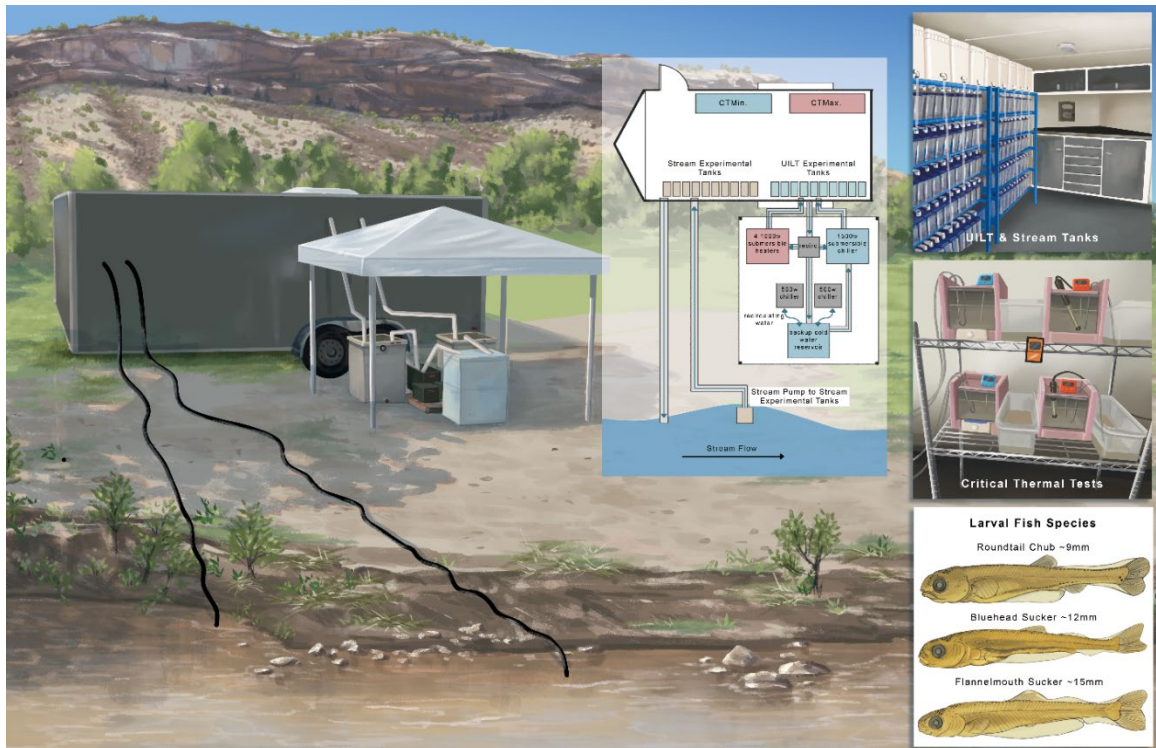 CTMin.
CTMax.
Stream Experimental
Tanks
UILT Experimental
Tanks
submersible
heaters
submersible
chiller
500w
chiller
500w
chiller
recirculating
water
backup cold
water
reservoir
Stream Pump to Stream
Experimental Tanks
Stream Flow
UILT & Stream Tanks
Critical Thermal Tests
Larval Fish Species
Roundtail Chub ~9mm
Bluehead Sucker ~12mm
Flannelmouth Sucker ~15mm